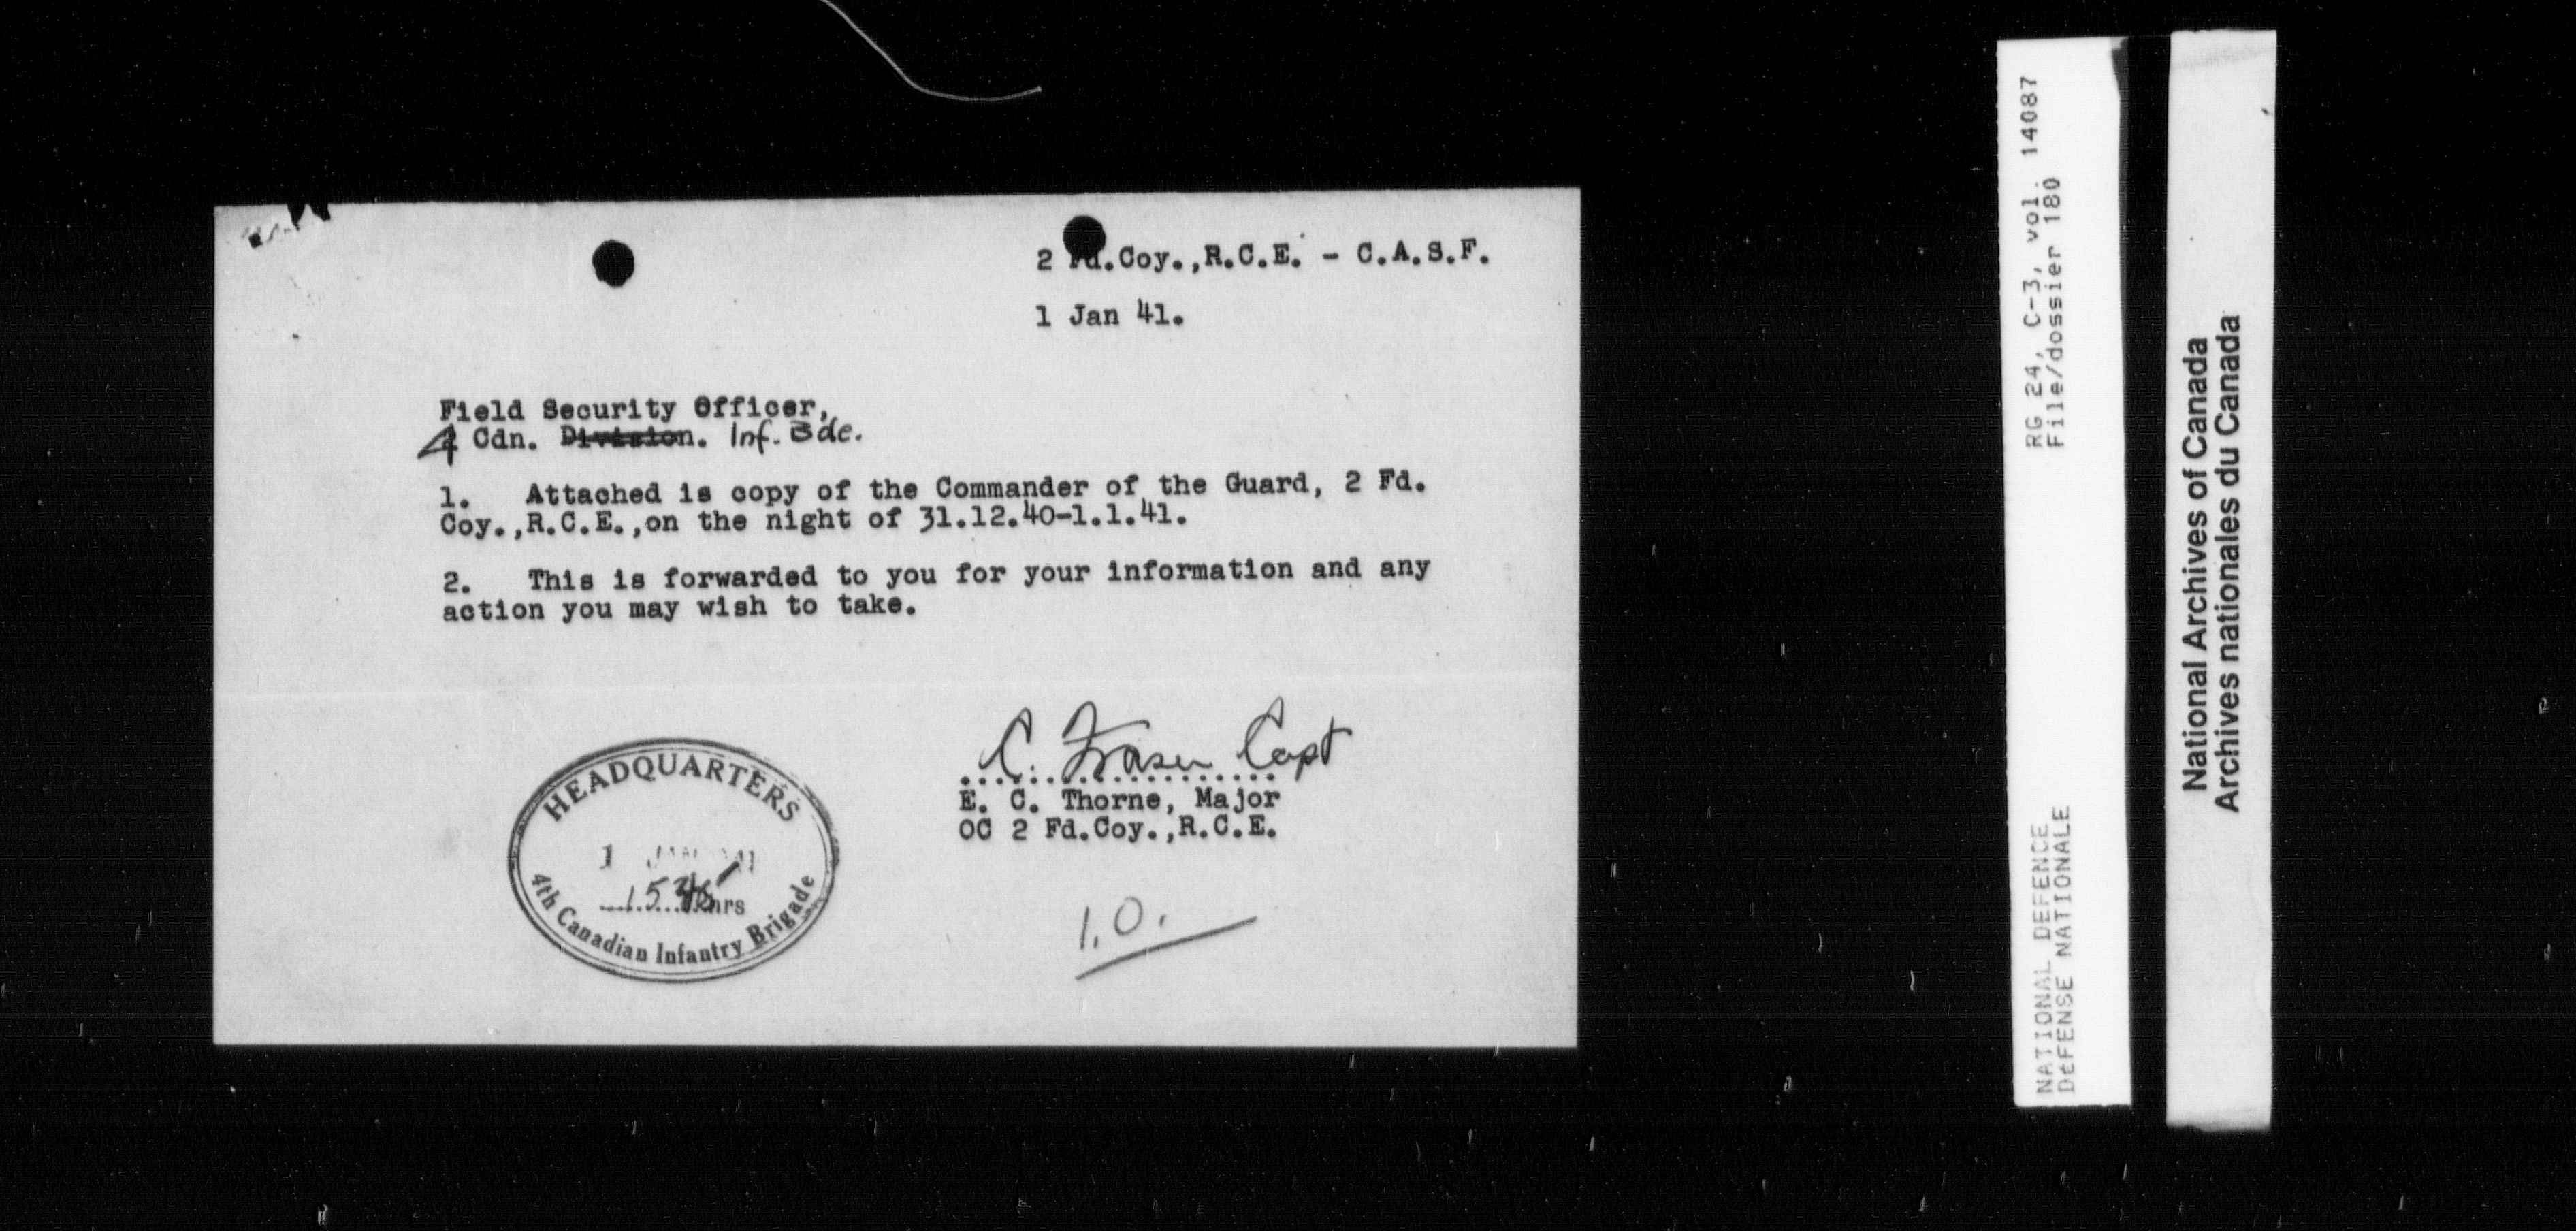 2 Fd.Coy.,R.C.E. - C.A.S.F.
1 Jan 41.
Field Security Officer,
4 Cdn. Division. Inf. Bde.
1. Attached is copy of the Commander of the Guard, 2 Fd.
Coy.,R.C.E.,on the night of 31.12.40-1.1.41.
2. This is forwarded to you for your information and any
action you may wish to take.
C. Fraser Capt
E. C. Thorne, Major
OC 2 Fd.Coy.,R.C.E.
HEADQUARTERS
1 JAN 1941
hrs
4th Canadian Infantry Brigade
I.O.
RG 24, C-3, vol. 14087
File/dossier 180
NATIONAL DEFENCE
DEFENSE NATIONALE
National Archives of Canada
Archives nationales du Canada